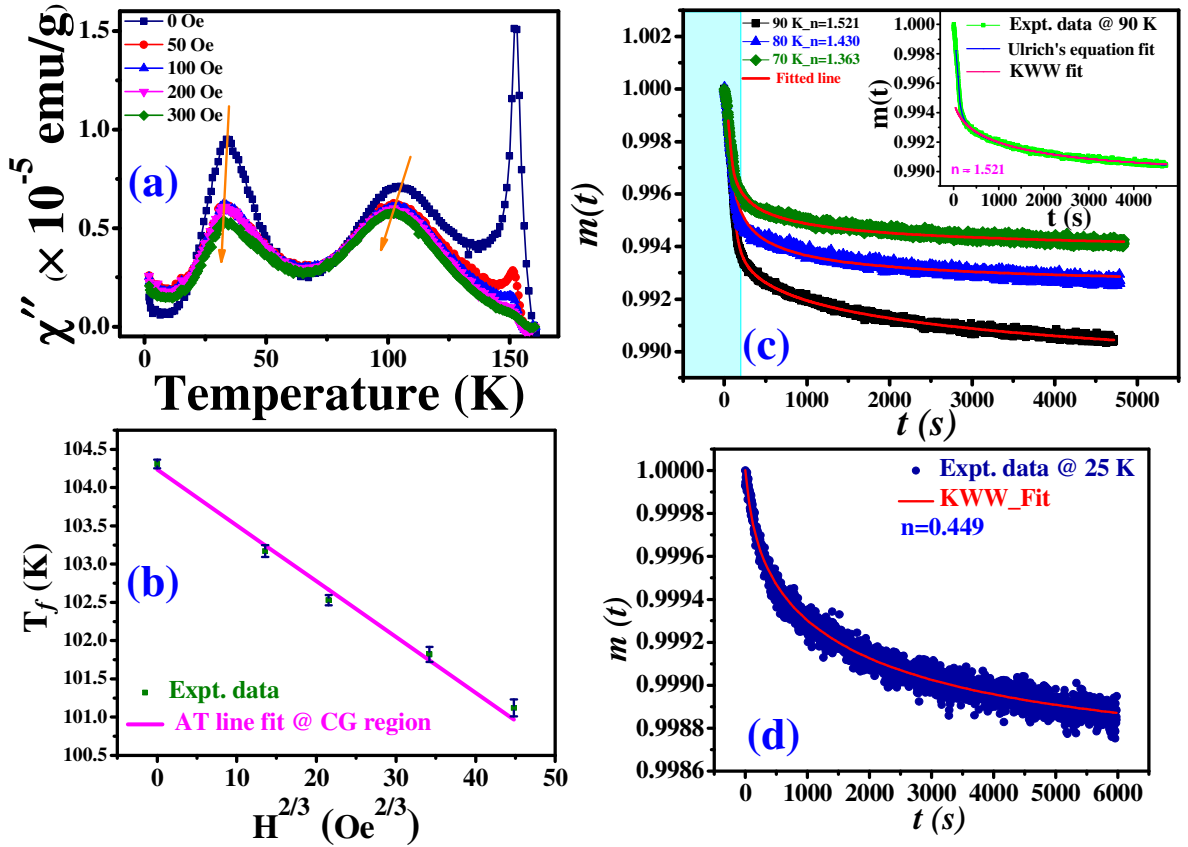 χ′′ (× 10⁻⁵ emu/g)
1.5
1.0
0.5
0.0
0 Oe
50 Oe
100 Oe
200 Oe
300 Oe
(a)
0 50 100 150
Temperature (K)
m(t)
1.002
1.000
0.998
0.996
0.994
0.992
0.990
90 K_n=1.521
80 K_n=1.430
70 K_n=1.363
Fitted line
(c)
0 1000 2000 3000 4000 5000
t (s)
m(t)
1.000
0.998
0.996
0.994
0.992
0.990
Expt. data @ 90 K
Ulrich's equation fit
KWW fit
n = 1.521
0 1000 2000 3000 4000
t (s)
T_f (K)
104.5
104.0
103.5
103.0
102.5
102.0
101.5
101.0
100.5
(b)
Expt. data
AT line fit @ CG region
0 10 20 30 40 50
H²ᐟ³ (Oe²ᐟ³)
m (t)
1.0000
0.9998
0.9996
0.9994
0.9992
0.9990
0.9988
0.9986
Expt. data @ 25 K
KWW_Fit
n=0.449
(d)
0 1000 2000 3000 4000 5000 6000
t (s)